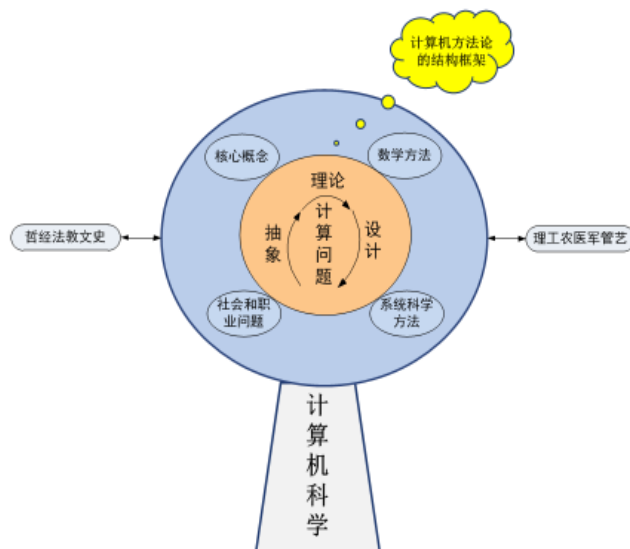 计算机方法论
的结构框架
核心概念
数学方法
理论
抽象
计算问题
设计
哲经法教文史
理工农医军管艺
社会和职
业问题
系统科学
方法
计算机科学